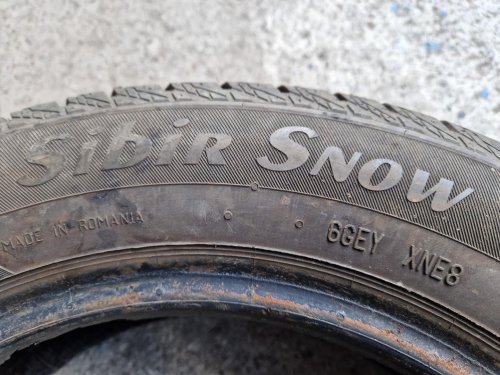 Sibir Snow
MADE IN ROMANIA 6GEY XNE8